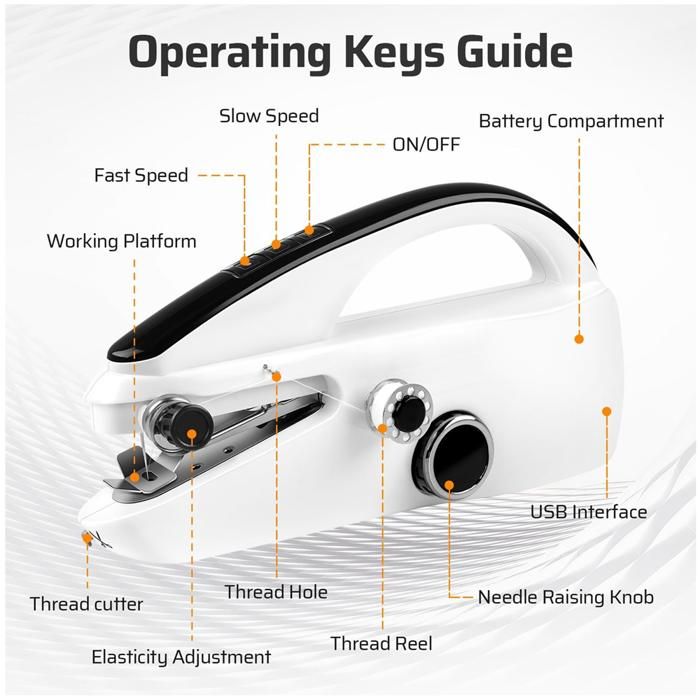 Operating Keys Guide
Slow Speed
Battery Compartment
ON/OFF
Fast Speed
Working Platform
USB Interface
Thread Hole
Needle Raising Knob
Thread cutter
Thread Reel
Elasticity Adjustment